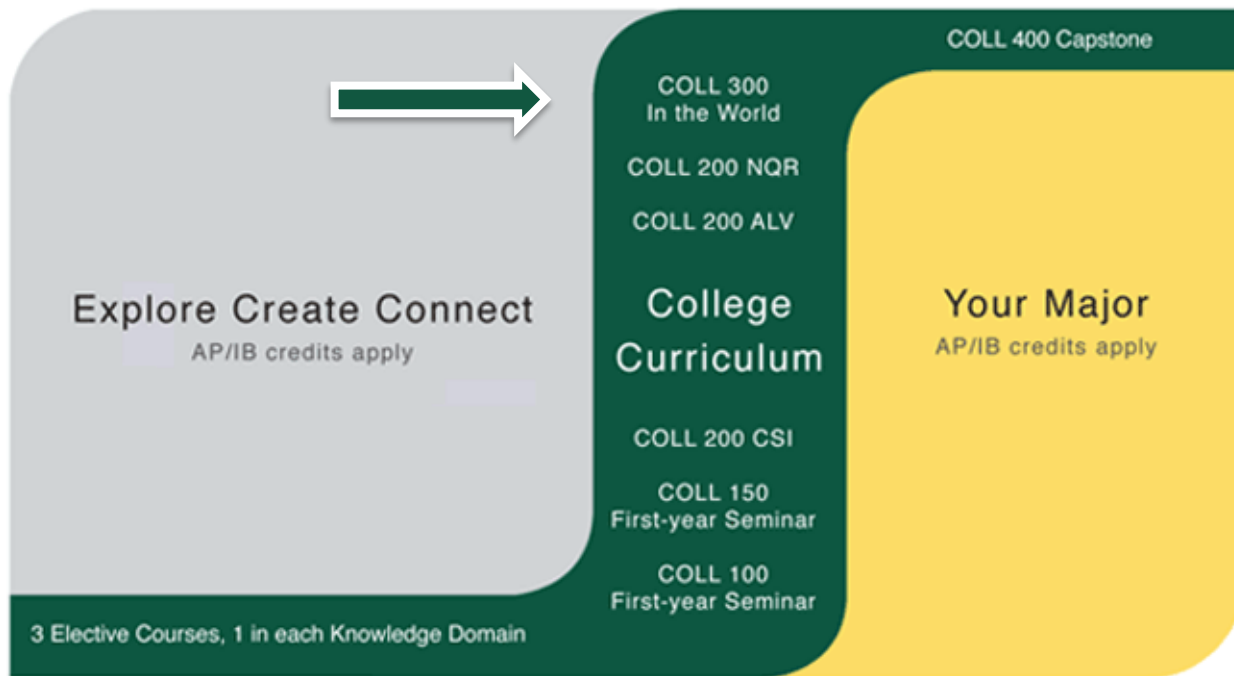 COLL 400 Capstone
COLL 300
In the World
COLL 200 NQR
COLL 200 ALV
Explore Create Connect
AP/IB credits apply
College
Curriculum
Your Major
AP/IB credits apply
COLL 200 CSI
COLL 150
First-year Seminar
COLL 100
First-year Seminar
3 Elective Courses, 1 in each Knowledge Domain